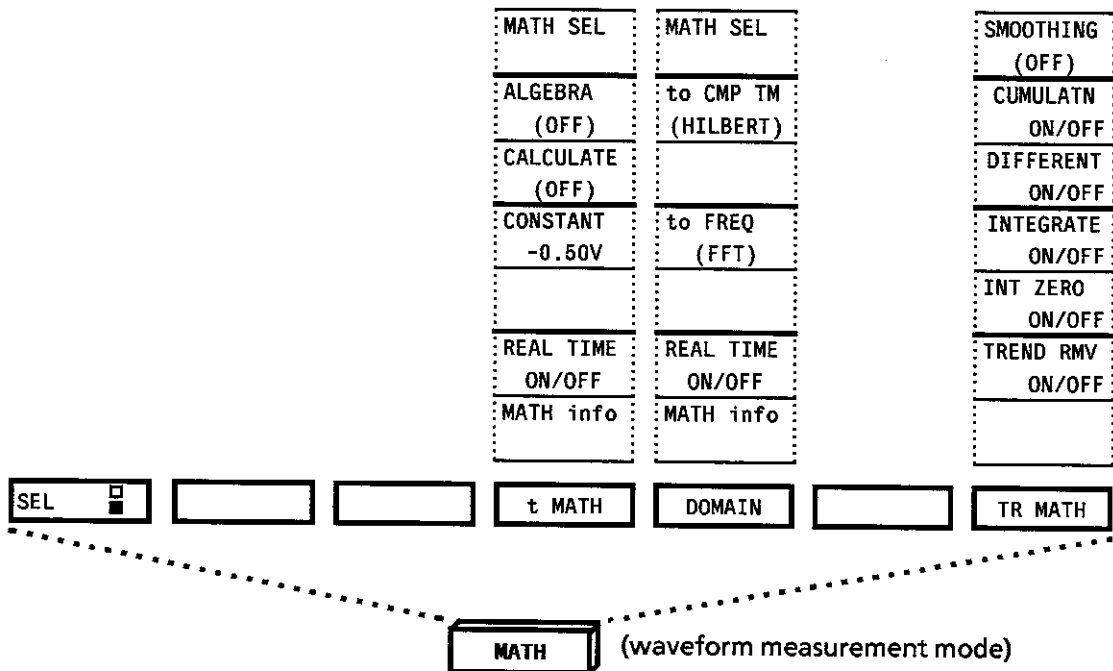 MATH SEL
ALGEBRA
(OFF)
CALCULATE
(OFF)
CONSTANT
-0.50V
REAL TIME
ON/OFF
MATH info
MATH SEL
to CMP TM
(HILBERT)
to FREQ
(FFT)
REAL TIME
ON/OFF
MATH info
SMOOTHING
(OFF)
CUMULATN
ON/OFF
DIFFERENT
ON/OFF
INTEGRATE
ON/OFF
INT ZERO
ON/OFF
TREND RMV
ON/OFF
SEL
t MATH
DOMAIN
TR MATH
MATH
(waveform measurement mode)